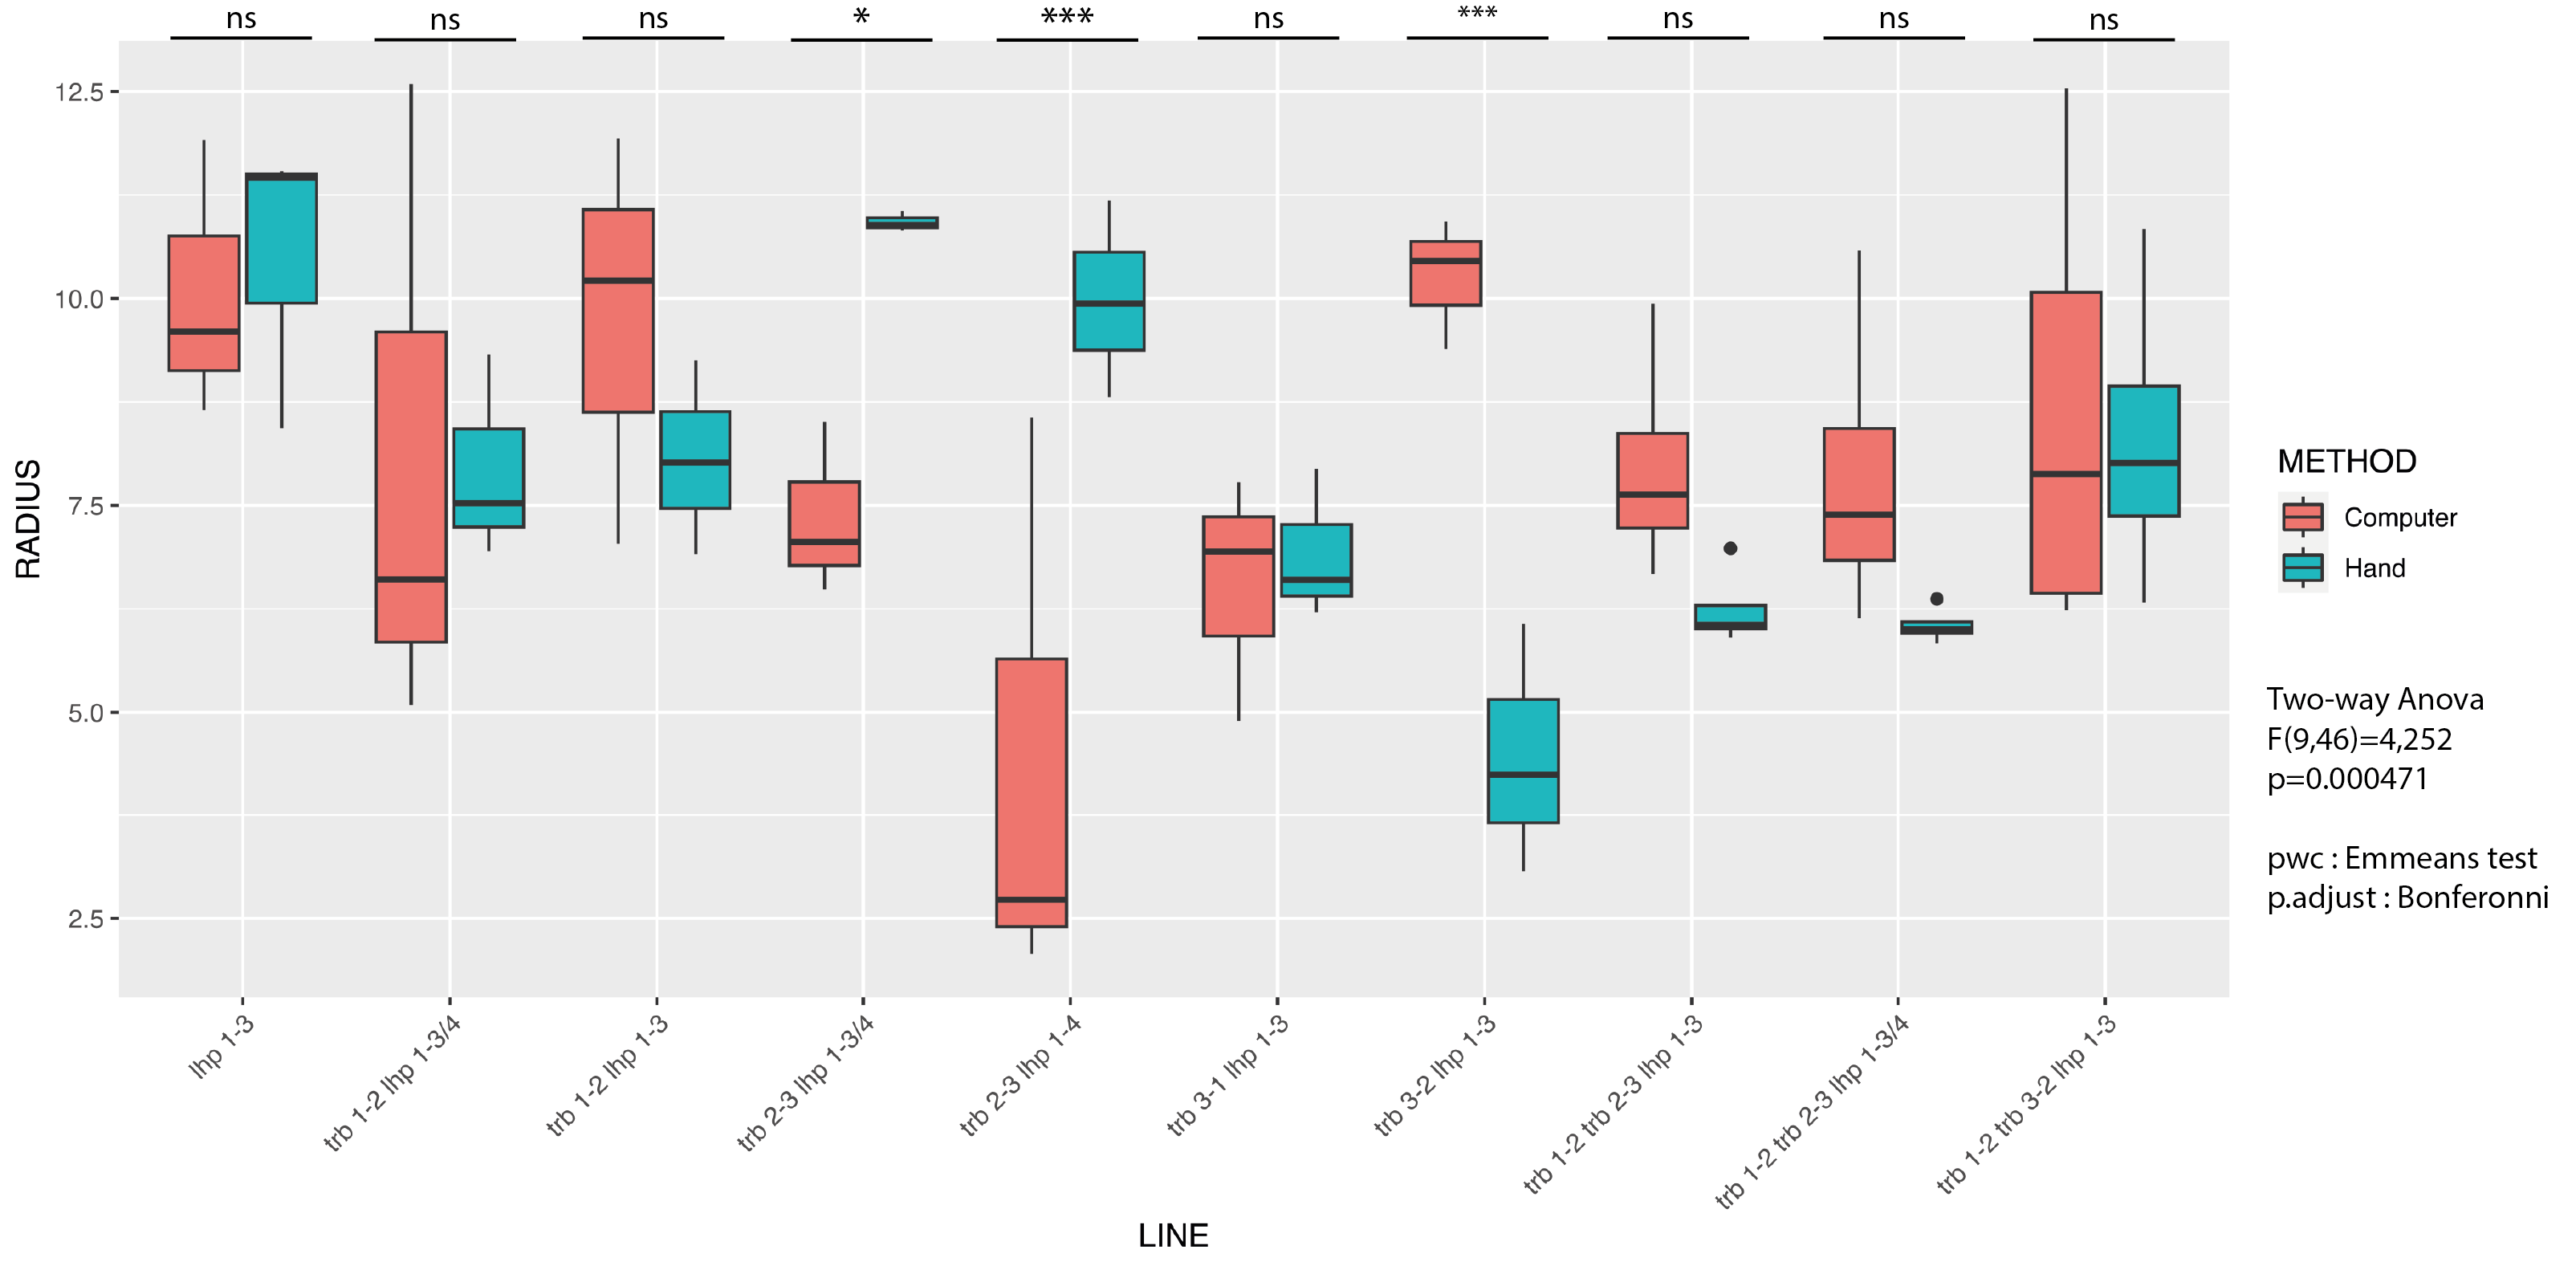 ns ns ns * *** ns *** ns ns ns
12.5
10.0
7.5
5.0
2.5
RADIUS
lhp 1-3
trb 1-2 lhp 1-3/4
trb 1-2 lhp 1-3
trb 2-3 lhp 1-3/4
trb 2-3 lhp 1-4
trb 3-1 lhp 1-3
trb 3-2 lhp 1-3
trb 1-2 trb 2-3 lhp 1-3
trb 1-2 trb 2-3 lhp 1-3/4
trb 1-2 trb 3-2 lhp 1-3
LINE
METHOD
Computer
Hand
Two-way Anova
F(9,46)=4,252
p=0.000471
pwc : Emmeans test
p.adjust : Bonferonni